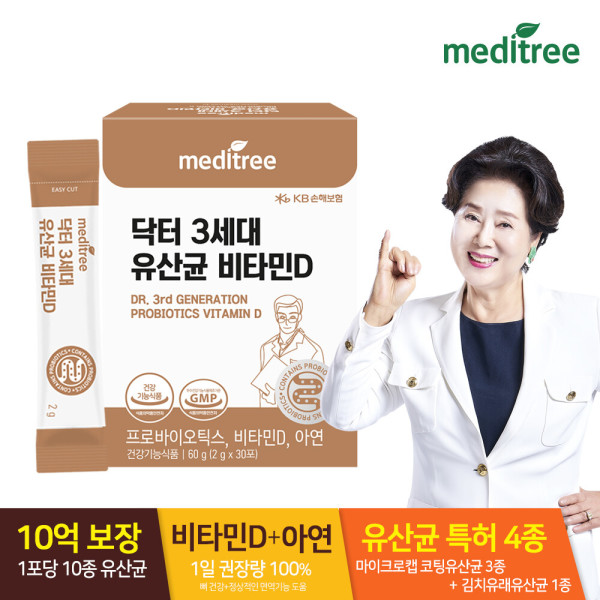 meditree
meditree
KB손해보험
닥터 3세대
유산균 비타민D
DR. 3rd GENERATION
PROBIOTICS VITAMIN D
CONTAINS PROBIO
NS PROBIOTICS+
건강
기능식품
GMP
프로바이오틱스, 비타민D, 아연
건강기능식품 | 60 g (2 g x 30포)
EASY CUT
meditree
닥터 3세대
유산균 비타민D
CONTAINS PROBIOTICS+
2 g
10억 보장
1포당 10종 유산균
비타민D+아연
1일 권장량 100%
뼈 건강+정상적인 면역기능 도움
유산균 특허 4종
마이크로캡 코팅유산균 3종
+ 김치유래유산균 1종